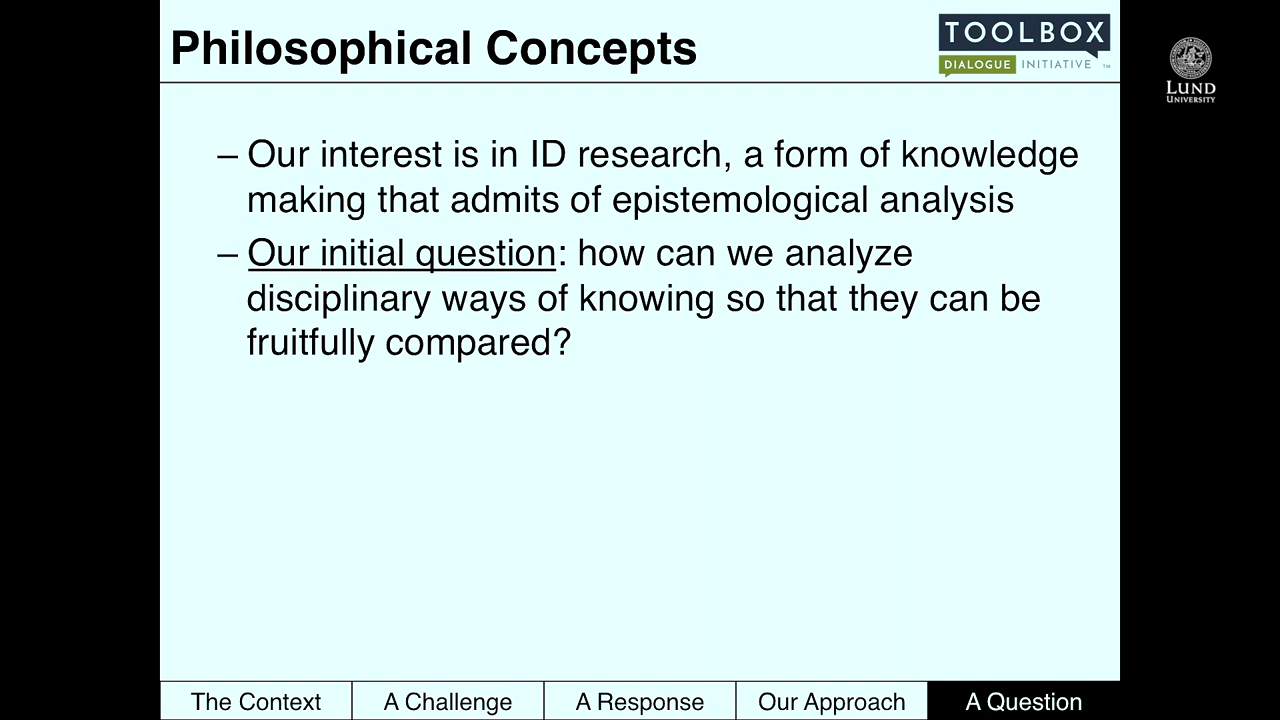 Philosophical Concepts
TOOLBOX
DIALOGUE INITIATIVE ™
LUND
UNIVERSITY
– Our interest is in ID research, a form of knowledge
making that admits of epistemological analysis
– Our initial question: how can we analyze
disciplinary ways of knowing so that they can be
fruitfully compared?
The Context
A Challenge
A Response
Our Approach
A Question